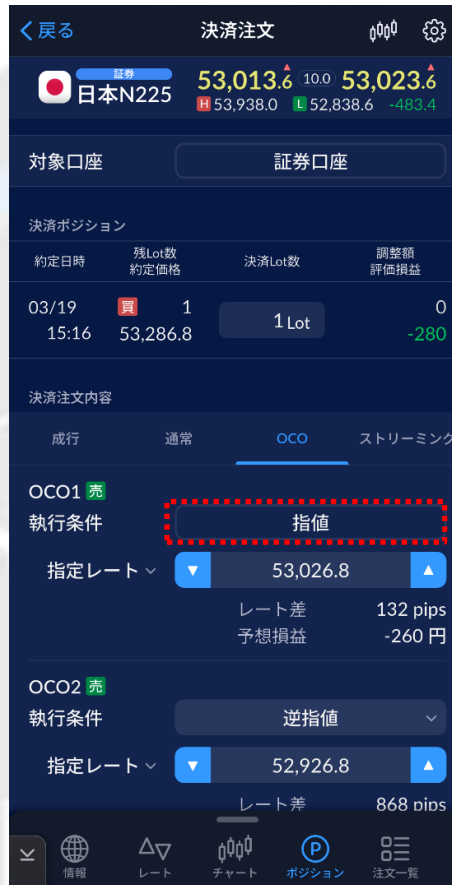 戻る 決済注文
証券
日本N225 53,013.6 10.0 53,023.6
H 53,938.0 L 52,838.6 -483.4
対象口座 証券口座
決済ポジション
約定日時 残Lot数 約定価格 決済Lot数 調整額 評価損益
03/19 買 1 0
15:16 53,286.8 1 Lot -280
決済注文内容
成行 通常 OCO ストリーミング
OCO1 売
執行条件 指値
指定レート ▼ 53,026.8 ▲
レート差 132 pips
予想損益 -260 円
OCO2 売
執行条件 逆指値
指定レート ▼ 52,926.8 ▲
レート差 868 pips
情報 レート チャート P ポジション 注文一覧